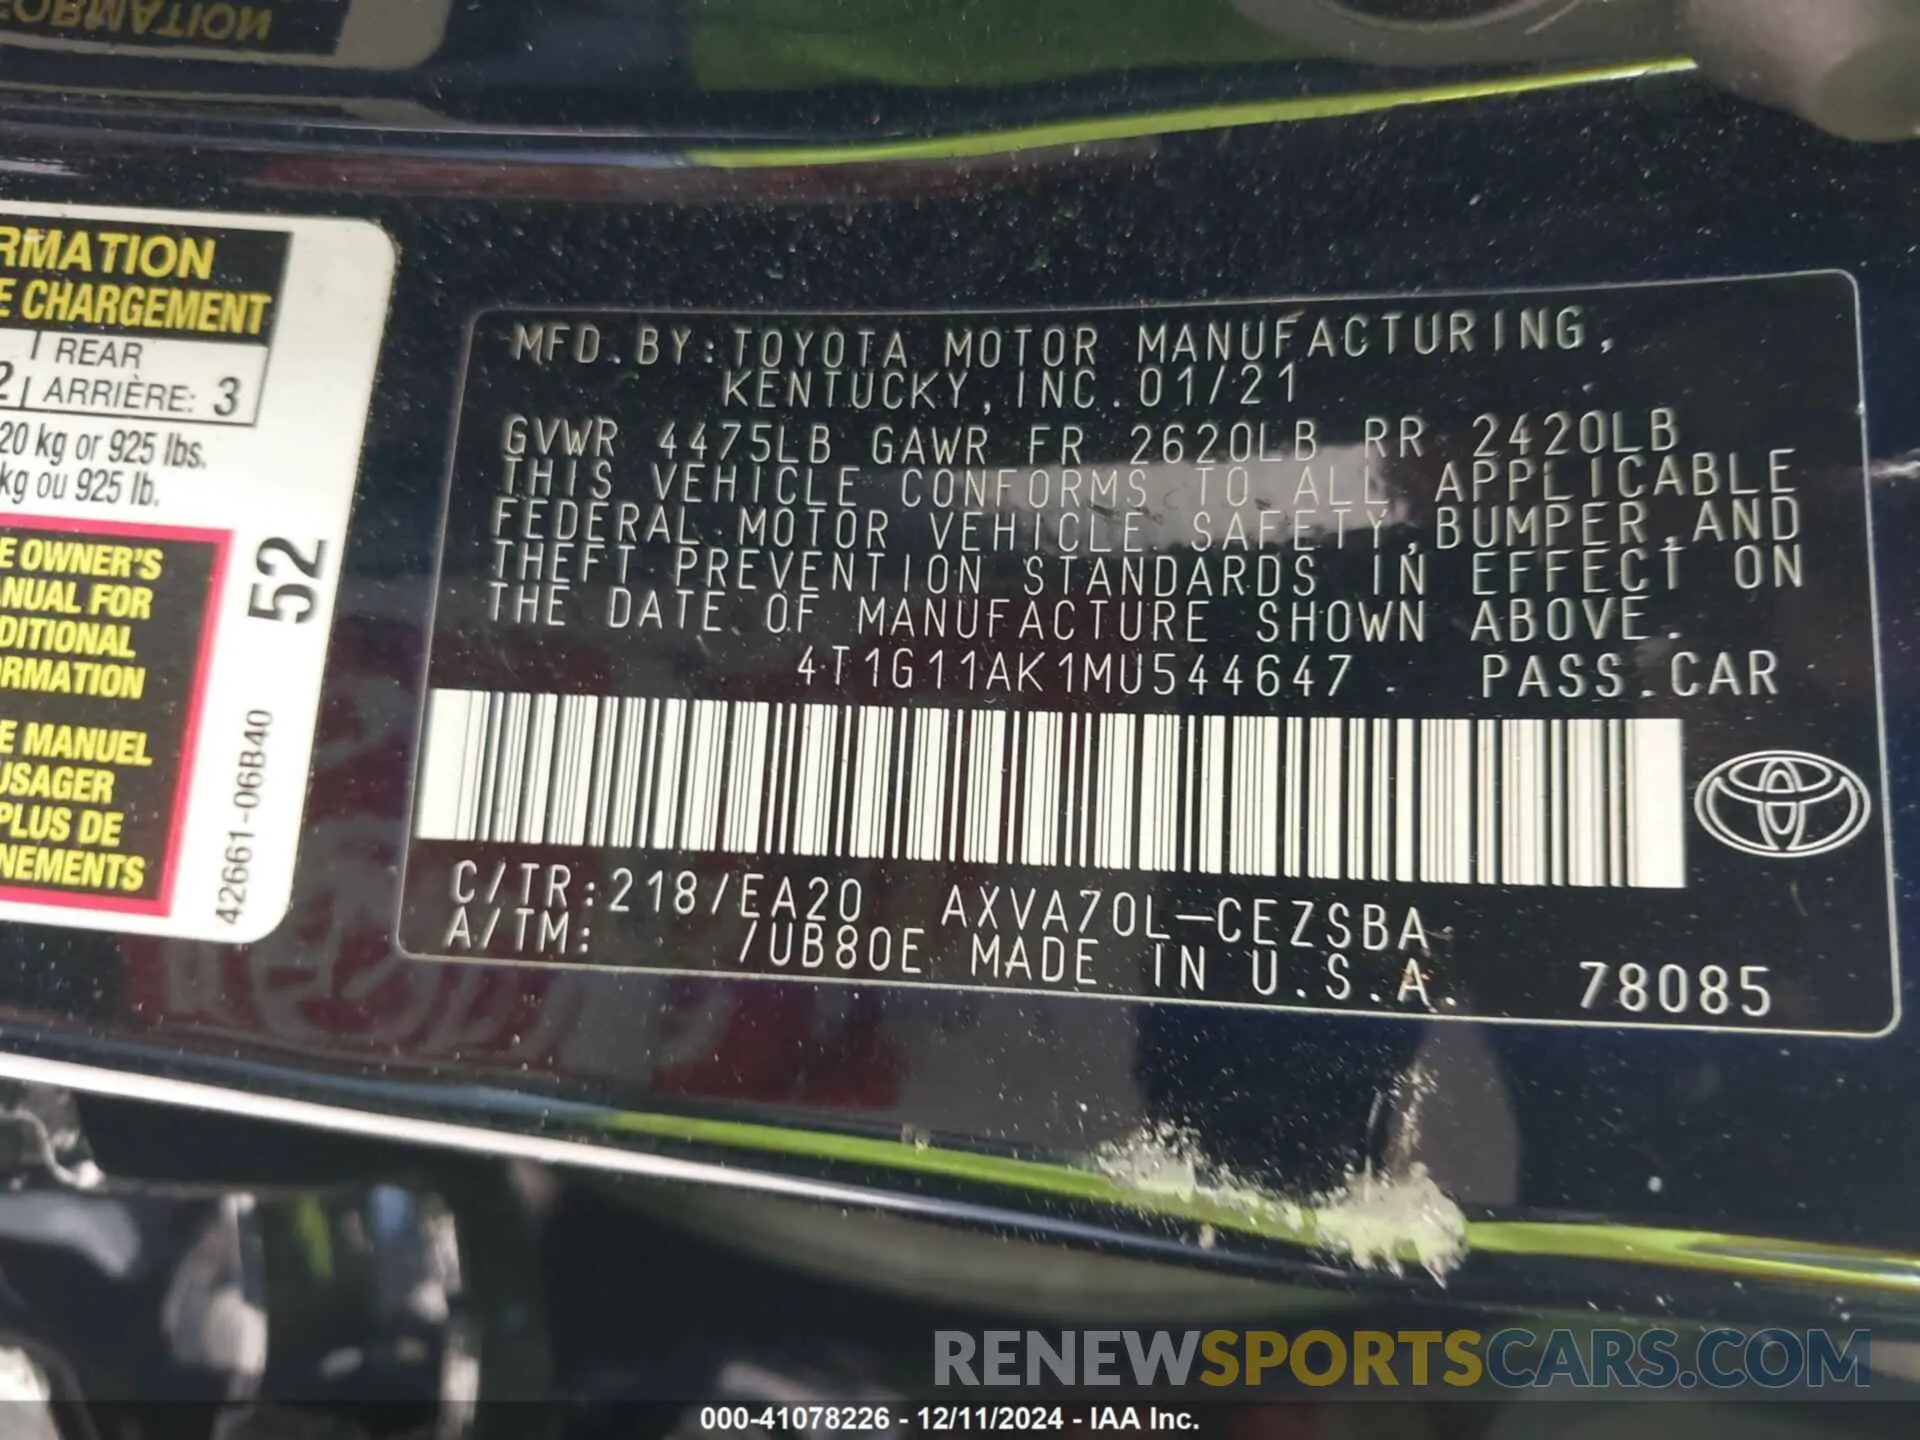 RMATION
E CHARGEMENT
REAR
2 ARRIÈRE: 3
20 kg or 925 lbs.
kg ou 925 lb.
E OWNER'S
NUAL FOR
DITIONAL
RMATION
E MANUEL
USAGER
PLUS DE
NEMENTS
52
42661-06B40
MFD. BY: TOYOTA MOTOR MANUFACTURING,
KENTUCKY, INC. 01/21
GVWR 4475LB GAWR FR 2620LB RR 2420LB
THIS VEHICLE CONFORMS TO ALL APPLICABLE
FEDERAL MOTOR VEHICLE SAFETY, BUMPER, AND
THEFT PREVENTION STANDARDS IN EFFECT ON
THE DATE OF MANUFACTURE SHOWN ABOVE.
4T1G11AK1MU544647 PASS. CAR
C/TR: 218/EA20 AXVA70L-CEZSBA
A/TM: /UB80E MADE IN U.S.A. 78085
RENEWSPORTSCARS.COM
000-41078226 - 12/11/2024 - IAA Inc.